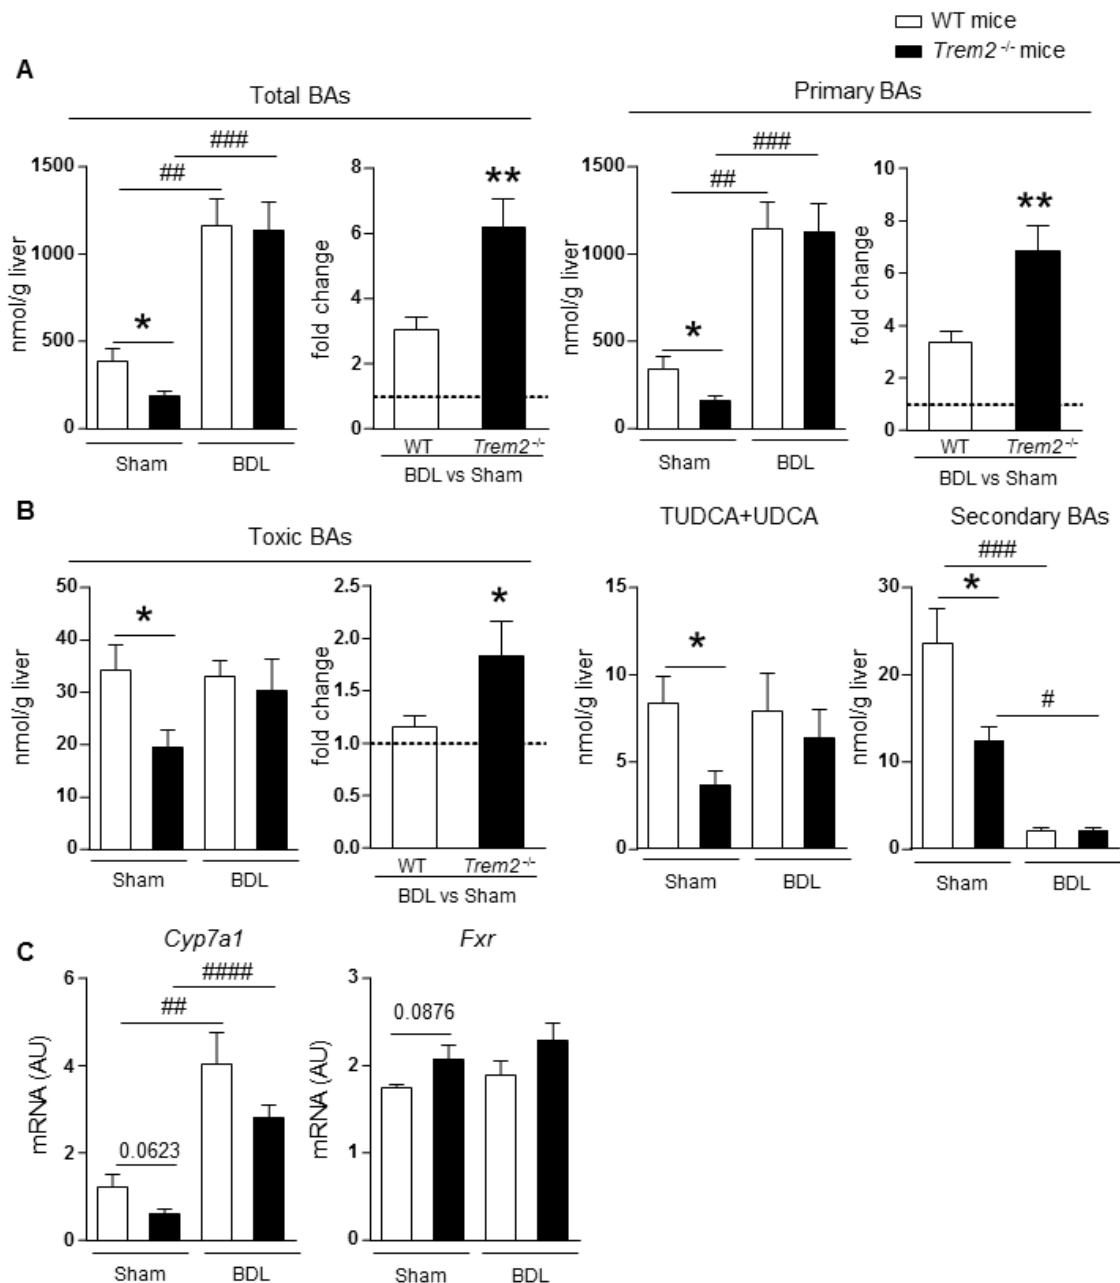 WT mice
Trem2 -/- mice
A
Total BAs
Primary BAs
###
##
*
1500
1000
500
0
nmol/g liver
Sham
BDL
**
8
6
4
2
0
fold change
WT
Trem2 -/-
BDL vs Sham
###
##
*
1500
1000
500
0
nmol/g liver
Sham
BDL
**
10
8
6
4
2
0
fold change
WT
Trem2 -/-
BDL vs Sham
B
Toxic BAs
TUDCA+UDCA
Secondary BAs
*
50
40
30
20
10
0
nmol/g liver
Sham
BDL
*
2.5
2.0
1.5
1.0
0.5
0.0
fold change
WT
Trem2 -/-
BDL vs Sham
*
15
10
5
0
nmol/g liver
Sham
BDL
###
*
#
30
20
10
0
nmol/g liver
Sham
BDL
C
Cyp7a1
Fxr
####
##
0.0623
6
4
2
0
mRNA (AU)
Sham
BDL
0.0876
3
2
1
0
mRNA (AU)
Sham
BDL